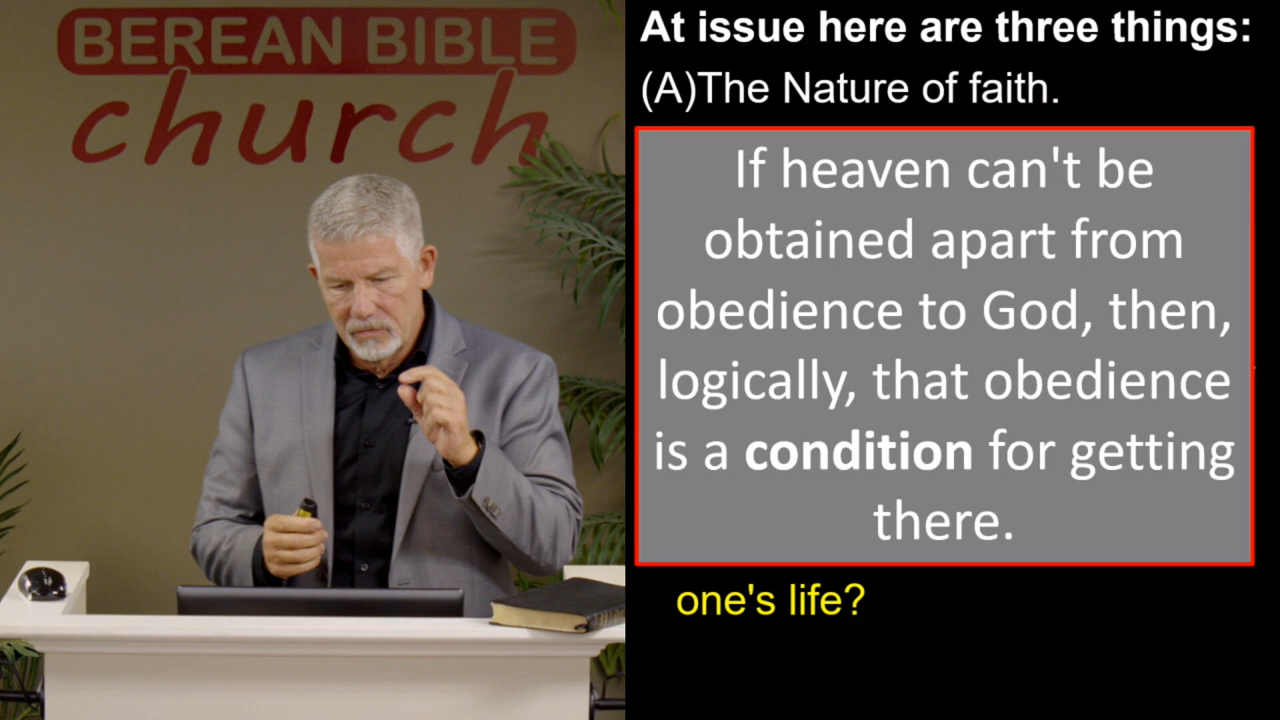 BEREAN BIBLE
church
At issue here are three things:
(A)The Nature of faith.
If heaven can't be
obtained apart from
obedience to God, then,
logically, that obedience
is a condition for getting
there.
one's life?